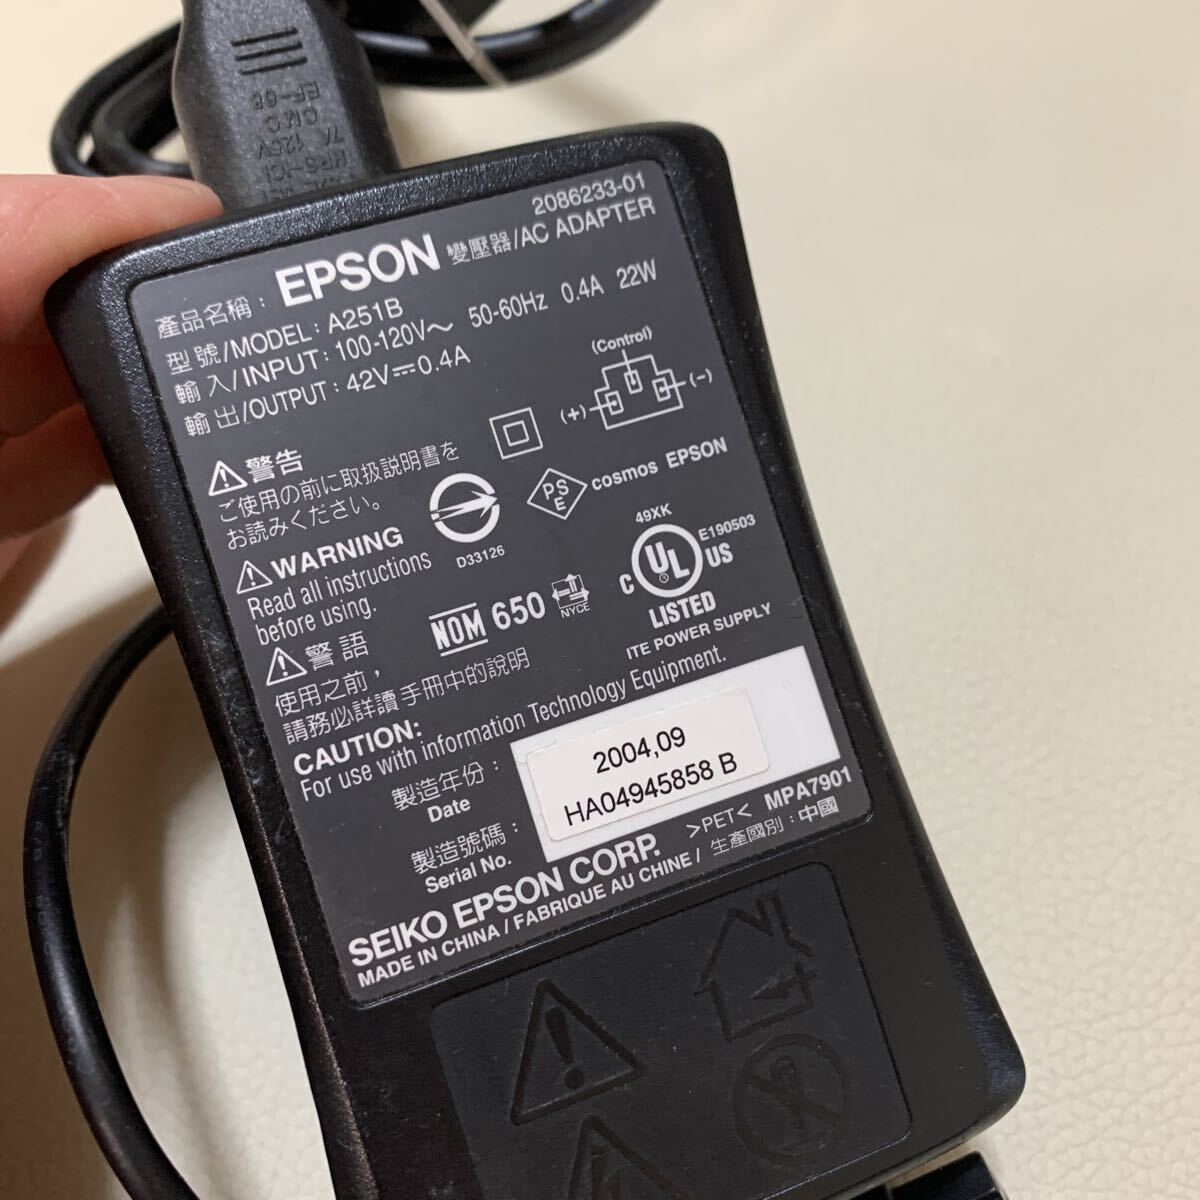 EF-68
CMC
7A 125V
2086233-01
產品名稱：EPSON 變壓器/AC ADAPTER
型號/MODEL: A251B
輸入/INPUT: 100-120V～ 50-60Hz 0.4A 22W
輸出/OUTPUT: 42V⎓0.4A
(Control)
(+)
(-)
警告
ご使用の前に取扱説明書を
お読みください。
D33126
PSE
cosmos EPSON
WARNING
Read all instructions
before using.
NOM 650
NYCE
49XK
E190503
C UL US
LISTED
ITE POWER SUPPLY
警語
使用之前，
請務必詳讀手冊中的說明
CAUTION:
For use with information Technology Equipment.
製造年份：
Date
2004,09
HA04945858 B
製造號碼：
Serial No.
SEIKO EPSON CORP. >PET< MPA7901
MADE IN CHINA / FABRIQUE AU CHINE / 生產國別：中國